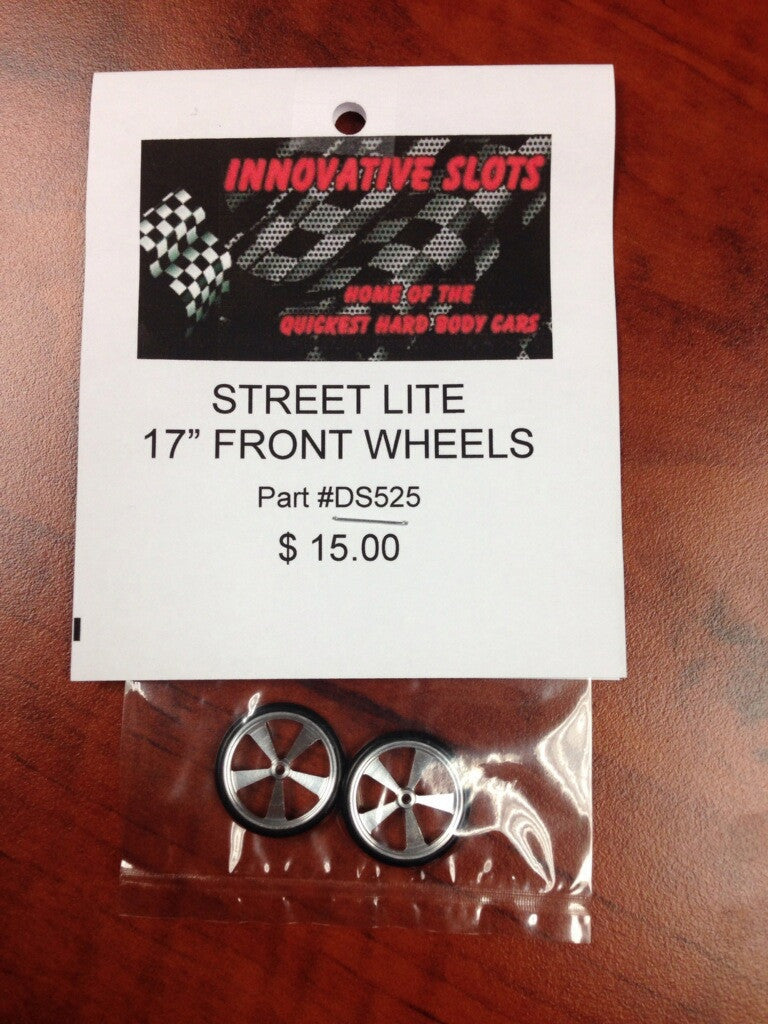 INNOVATIVE SLOTS
HOME OF THE
QUICKEST HARD BODY CARS
STREET LITE
17” FRONT WHEELS
Part #DS525
$ 15.00